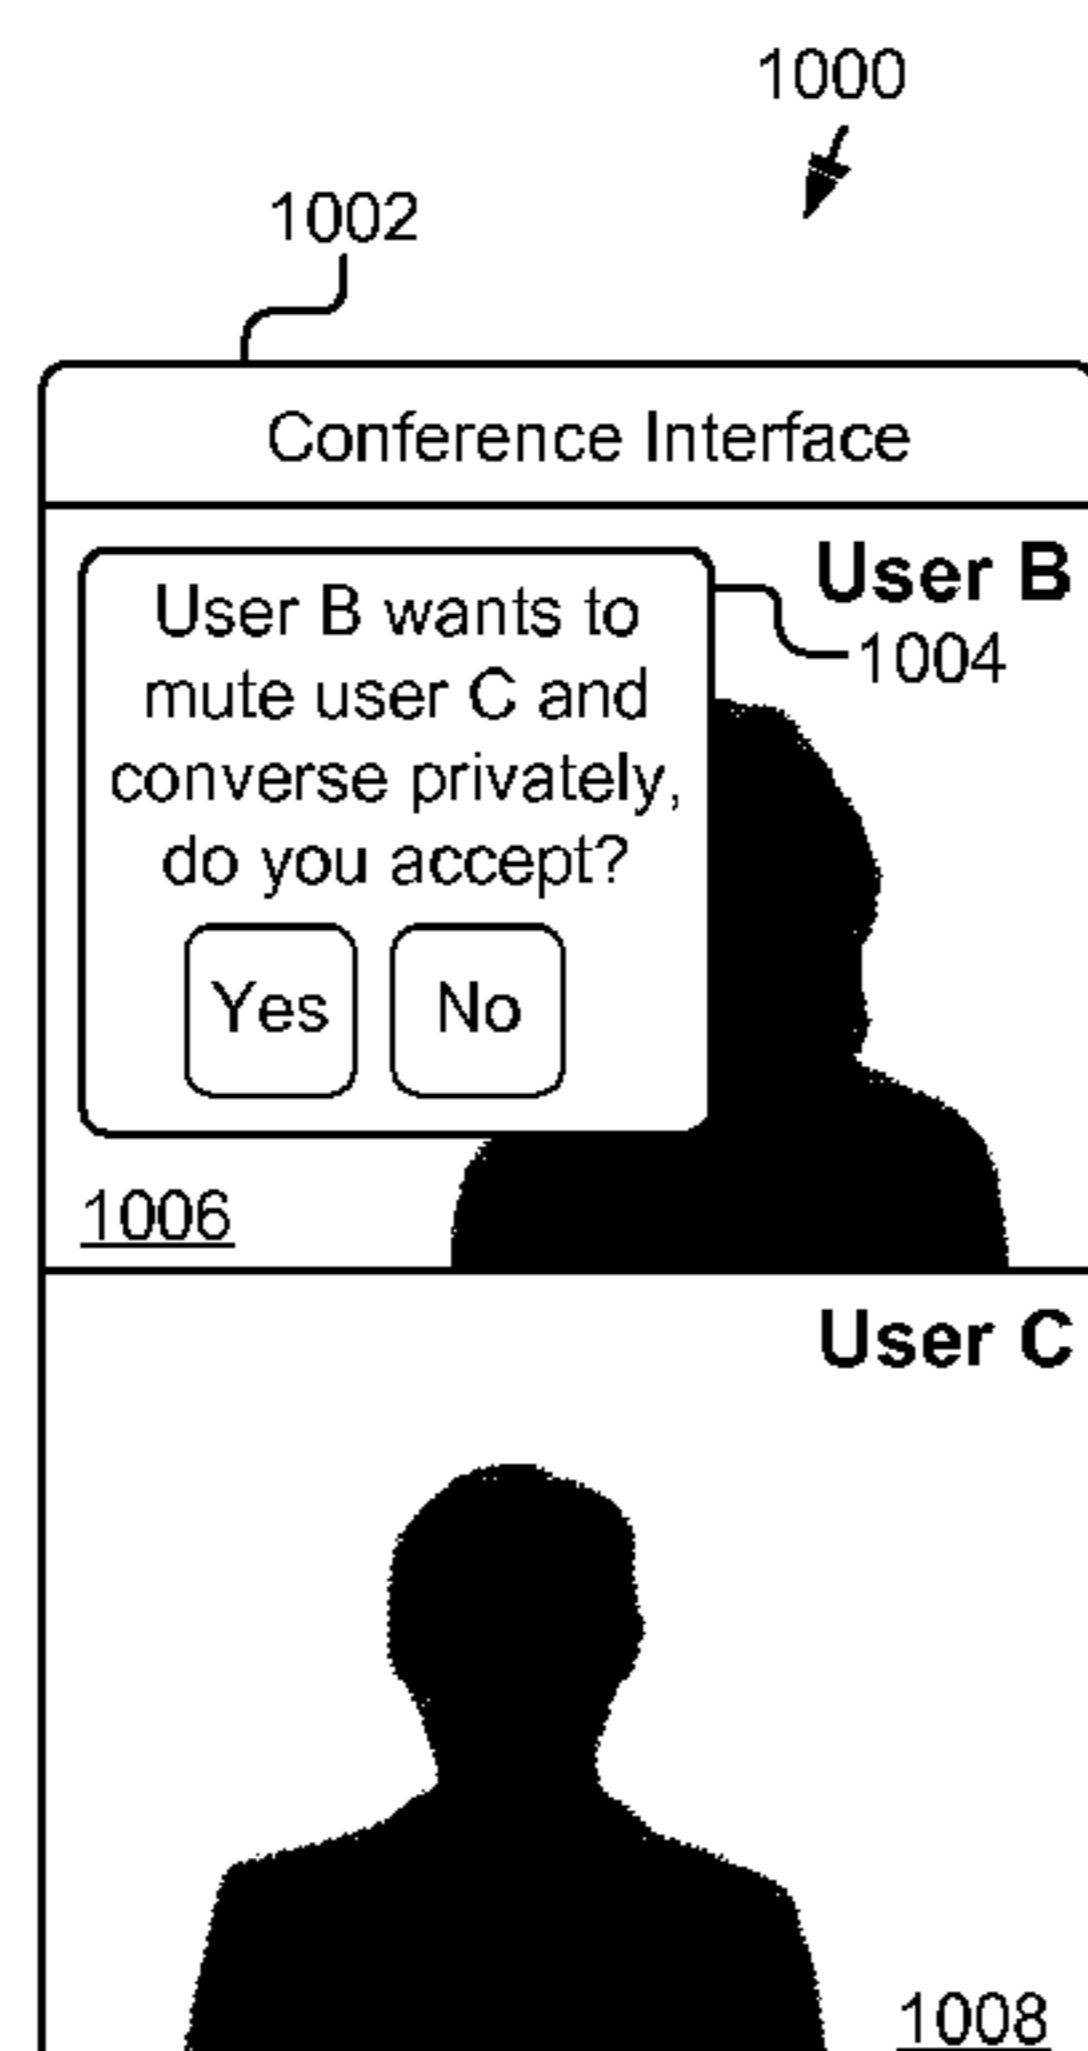 1000
1002
Conference Interface
User B
1004
User B wants to
mute user C and
converse privately,
do you accept?
Yes No
1006
User C
1008